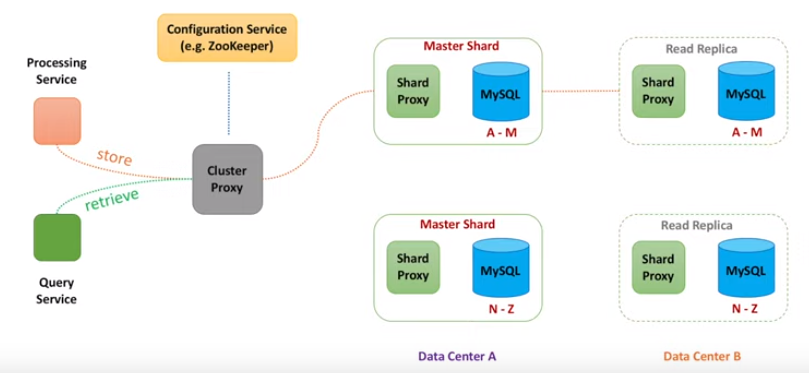 Configuration Service
(e.g. ZooKeeper)
Processing
Service
store
retrieve
Query
Service
Cluster
Proxy
Master Shard
Shard
Proxy
MySQL
A - M
Read Replica
Shard
Proxy
MySQL
A - M
Master Shard
Shard
Proxy
MySQL
N - Z
Read Replica
Shard
Proxy
MySQL
N - Z
Data Center A
Data Center B